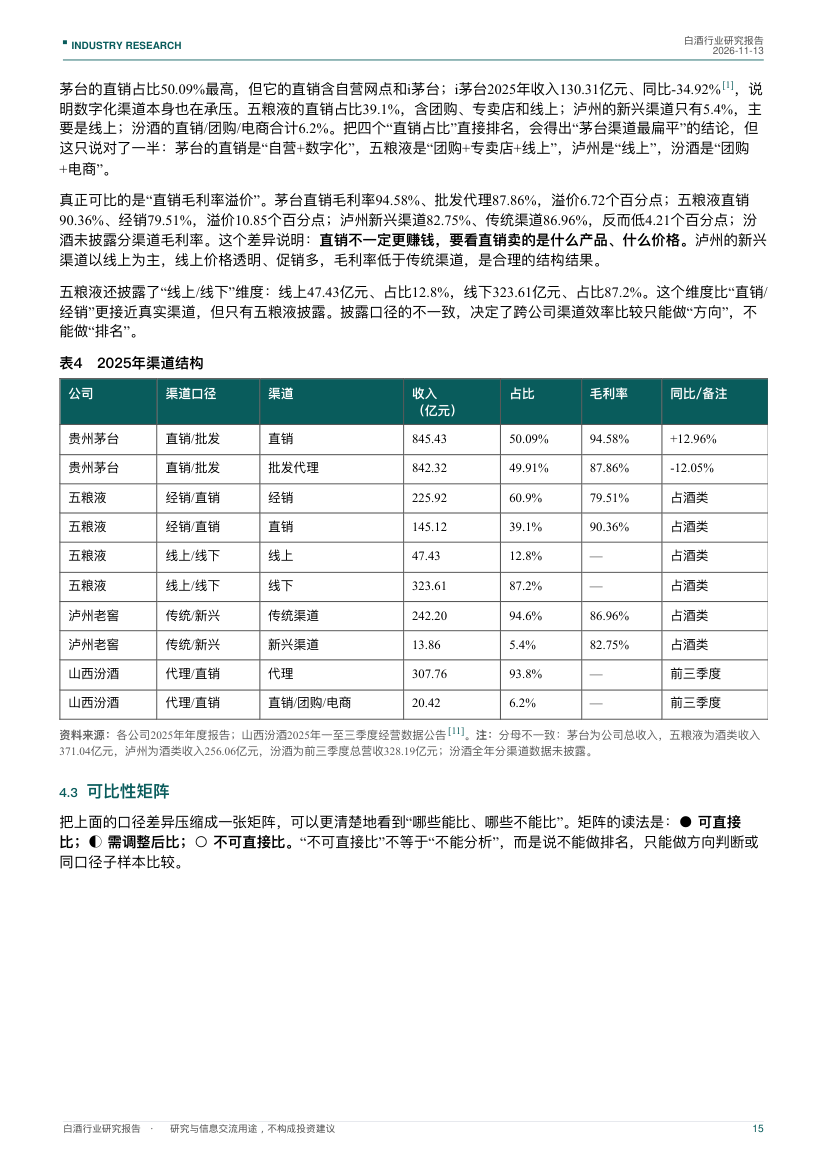 INDUSTRY RESEARCH
白酒行业研究报告
2026-11-13
茅台的直销占比50.09%最高，但它的直销含自营网点和i茅台；i茅台2025年收入130.31亿元、同比-34.92%[1]，说
明数字化渠道本身也在承压。五粮液的直销占比39.1%，含团购、专卖店和线上；泸州的新兴渠道只有5.4%，主
要是线上；汾酒的直销/团购/电商合计6.2%。把四个“直销占比”直接排名，会得出“茅台渠道最扁平”的结论，但
这只说对了一半：茅台的直销是“自营+数字化”，五粮液是“团购+专卖店+线上”，泸州是“线上”，汾酒是“团购
+电商”。
真正可比的是“直销毛利率溢价”。茅台直销毛利率94.58%、批发代理87.86%，溢价6.72个百分点；五粮液直销
90.36%、经销79.51%，溢价10.85个百分点；泸州新兴渠道82.75%、传统渠道86.96%，反而低4.21个百分点；汾
酒未披露分渠道毛利率。这个差异说明：直销不一定更赚钱，要看直销卖的是什么产品、什么价格。泸州的新兴
渠道以线上为主，线上价格透明、促销多，毛利率低于传统渠道，是合理的结构结果。
五粮液还披露了“线上/线下”维度：线上47.43亿元、占比12.8%，线下323.61亿元、占比87.2%。这个维度比“直销/
经销”更接近真实渠道，但只有五粮液披露。披露口径的不一致，决定了跨公司渠道效率比较只能做“方向”，不
能做“排名”。
表4 2025年渠道结构
公司 渠道口径 渠道 收入 占比 毛利率 同比/备注
（亿元）
贵州茅台 直销/批发 直销 845.43 50.09% 94.58% +12.96%
贵州茅台 直销/批发 批发代理 842.32 49.91% 87.86% -12.05%
五粮液 经销/直销 经销 225.92 60.9% 79.51% 占酒类
五粮液 经销/直销 直销 145.12 39.1% 90.36% 占酒类
五粮液 线上/线下 线上 47.43 12.8% — 占酒类
五粮液 线上/线下 线下 323.61 87.2% — 占酒类
泸州老窖 传统/新兴 传统渠道 242.20 94.6% 86.96% 占酒类
泸州老窖 传统/新兴 新兴渠道 13.86 5.4% 82.75% 占酒类
山西汾酒 代理/直销 代理 307.76 93.8% — 前三季度
山西汾酒 代理/直销 直销/团购/电商 20.42 6.2% — 前三季度
资料来源：各公司2025年年度报告；山西汾酒2025年一至三季度经营数据公告[11]。注：分母不一致：茅台为公司总收入，五粮液为酒类收入
371.04亿元，泸州为酒类收入256.06亿元，汾酒为前三季度总营收328.19亿元；汾酒全年分渠道数据未披露。
4.3 可比性矩阵
把上面的口径差异压缩成一张矩阵，可以更清楚地看到“哪些能比、哪些不能比”。矩阵的读法是：● 可直接
比；◐ 需调整后比；○ 不可直接比。“不可直接比”不等于“不能分析”，而是说不能做排名，只能做方向判断或
同口径子样本比较。
白酒行业研究报告 · 研究与信息交流用途，不构成投资建议
15